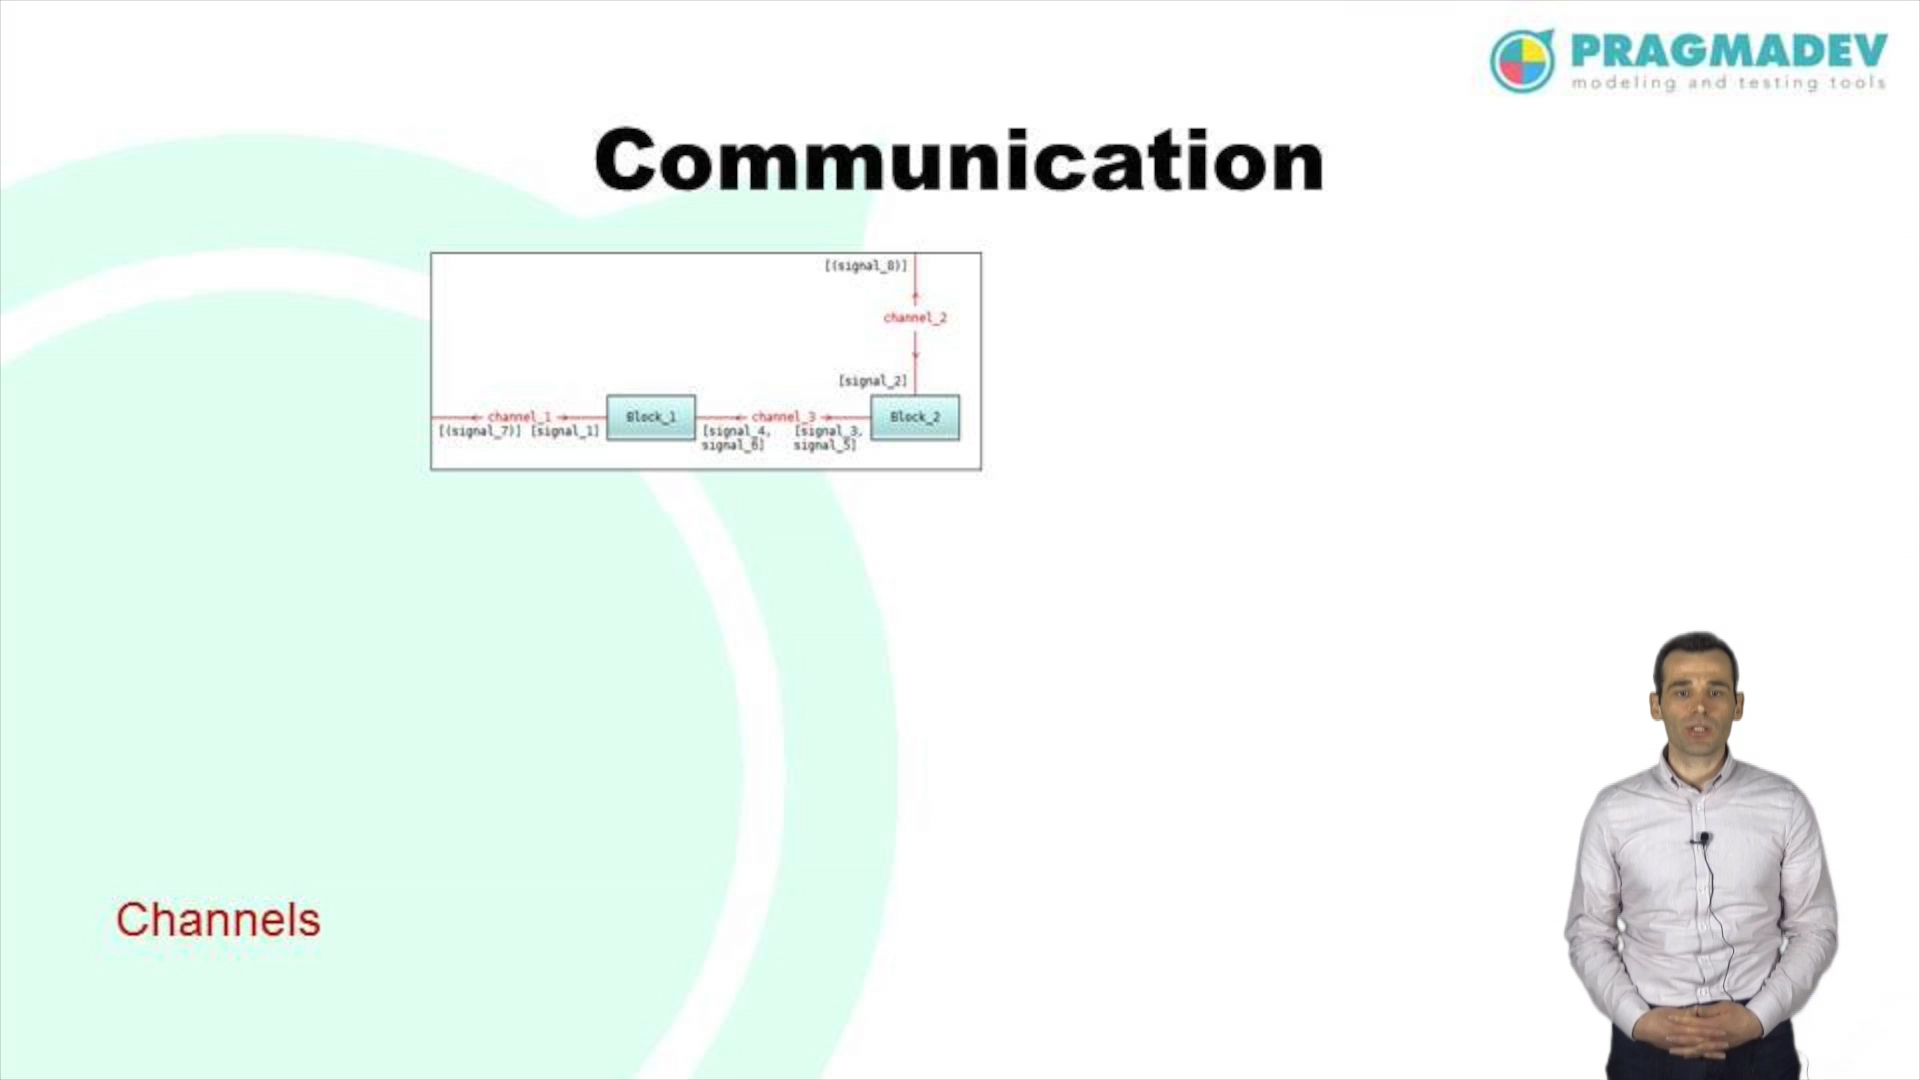 PRAGMADEV
modeling and testing tools
Communication
[(signal_8)]
channel_2
[signal_2]
channel_1
Block_1
channel_3
Block_2
[(signal_7)] [signal_1]
[signal_4,
signal_6]
[signal_3,
signal_5]
Channels